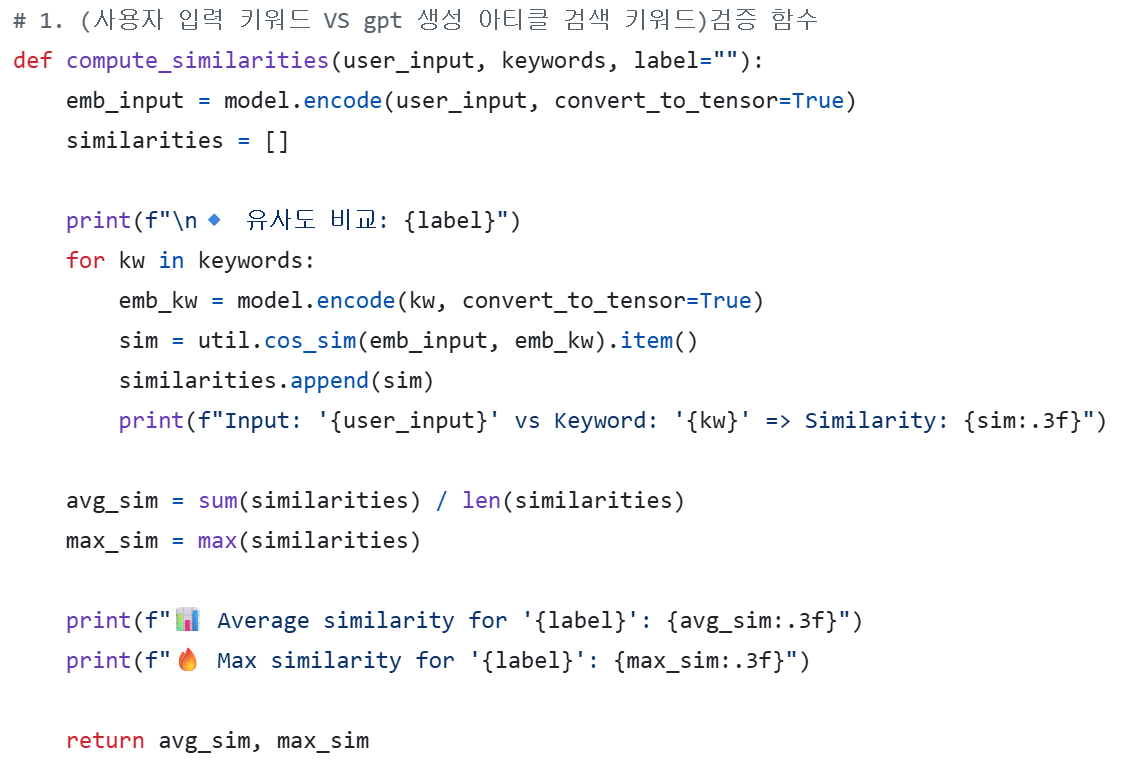 # 1. (사용자 입력 키워드 VS gpt 생성 아티클 검색 키워드)검증 함수
def compute_similarities(user_input, keywords, label=""):
    emb_input = model.encode(user_input, convert_to_tensor=True)
    similarities = []
    print(f"\n🔹 유사도 비교: {label}")
    for kw in keywords:
        emb_kw = model.encode(kw, convert_to_tensor=True)
        sim = util.cos_sim(emb_input, emb_kw).item()
        similarities.append(sim)
        print(f"Input: '{user_input}' vs Keyword: '{kw}' => Similarity: {sim:.3f}")
    avg_sim = sum(similarities) / len(similarities)
    max_sim = max(similarities)
    print(f"📊 Average similarity for '{label}': {avg_sim:.3f}")
    print(f"🔥 Max similarity for '{label}': {max_sim:.3f}")
    return avg_sim, max_sim